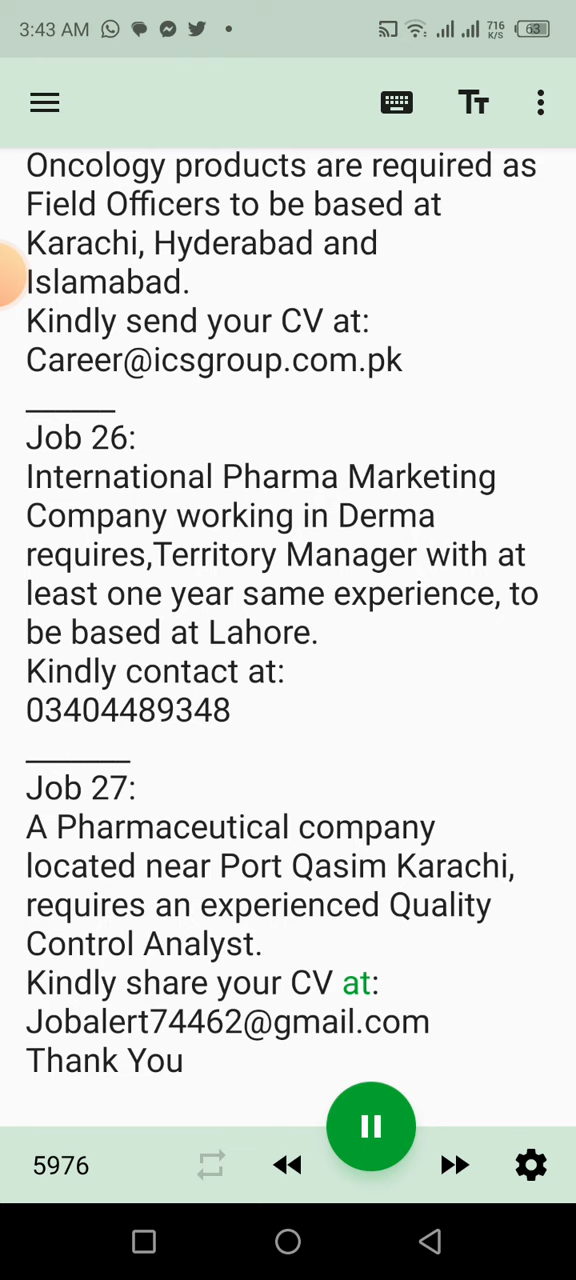 3:43 AM
716
K/S
63
Tт
Oncology products are required as
Field Officers to be based at
Karachi, Hyderabad and
Islamabad.
Kindly send your CV at:
Career@icsgroup.com.pk
______
Job 26:
International Pharma Marketing
Company working in Derma
requires,Territory Manager with at
least one year same experience, to
be based at Lahore.
Kindly contact at:
03404489348
_______
Job 27:
A Pharmaceutical company
located near Port Qasim Karachi,
requires an experienced Quality
Control Analyst.
Kindly share your CV at:
Jobalert74462@gmail.com
Thank You
5976